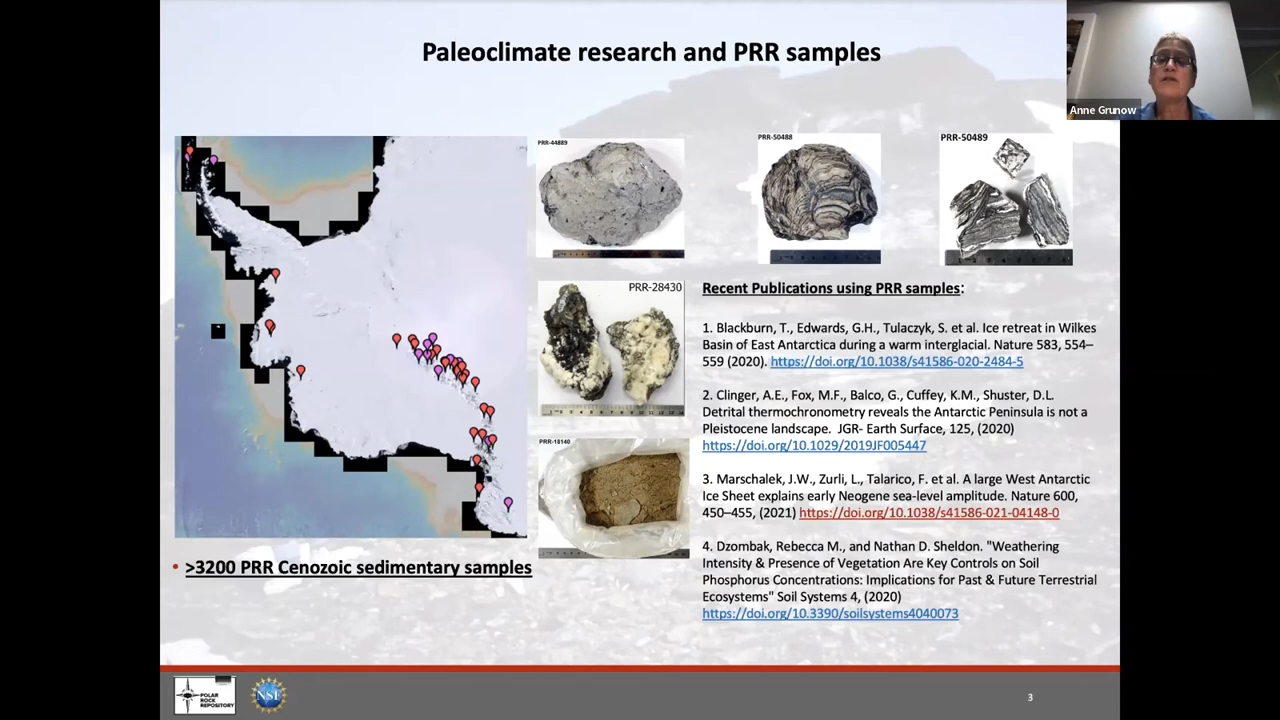 Paleoclimate research and PRR samples
Anne Grunow
PRR-44889
PRR-50488
PRR-50489
PRR-28430
PRR-18140
Recent Publications using PRR samples:
1. Blackburn, T., Edwards, G.H., Tulaczyk, S. et al. Ice retreat in Wilkes
Basin of East Antarctica during a warm interglacial. Nature 583, 554–
559 (2020). https://doi.org/10.1038/s41586-020-2484-5
2. Clinger, A.E., Fox, M.F., Balco, G., Cuffey, K.M., Shuster, D.L.
Detrital thermochronometry reveals the Antarctic Peninsula is not a
Pleistocene landscape. JGR- Earth Surface, 125, (2020)
https://doi.org/10.1029/2019JF005447
3. Marschalek, J.W., Zurli, L., Talarico, F. et al. A large West Antarctic
Ice Sheet explains early Neogene sea-level amplitude. Nature 600,
450–455, (2021) https://doi.org/10.1038/s41586-021-04148-0
4. Dzombak, Rebecca M., and Nathan D. Sheldon. "Weathering
Intensity & Presence of Vegetation Are Key Controls on Soil
Phosphorus Concentrations: Implications for Past & Future Terrestrial
Ecosystems" Soil Systems 4, (2020)
https://doi.org/10.3390/soilsystems4040073
• >3200 PRR Cenozoic sedimentary samples
POLAR
ROCK
REPOSITORY
NSF
3